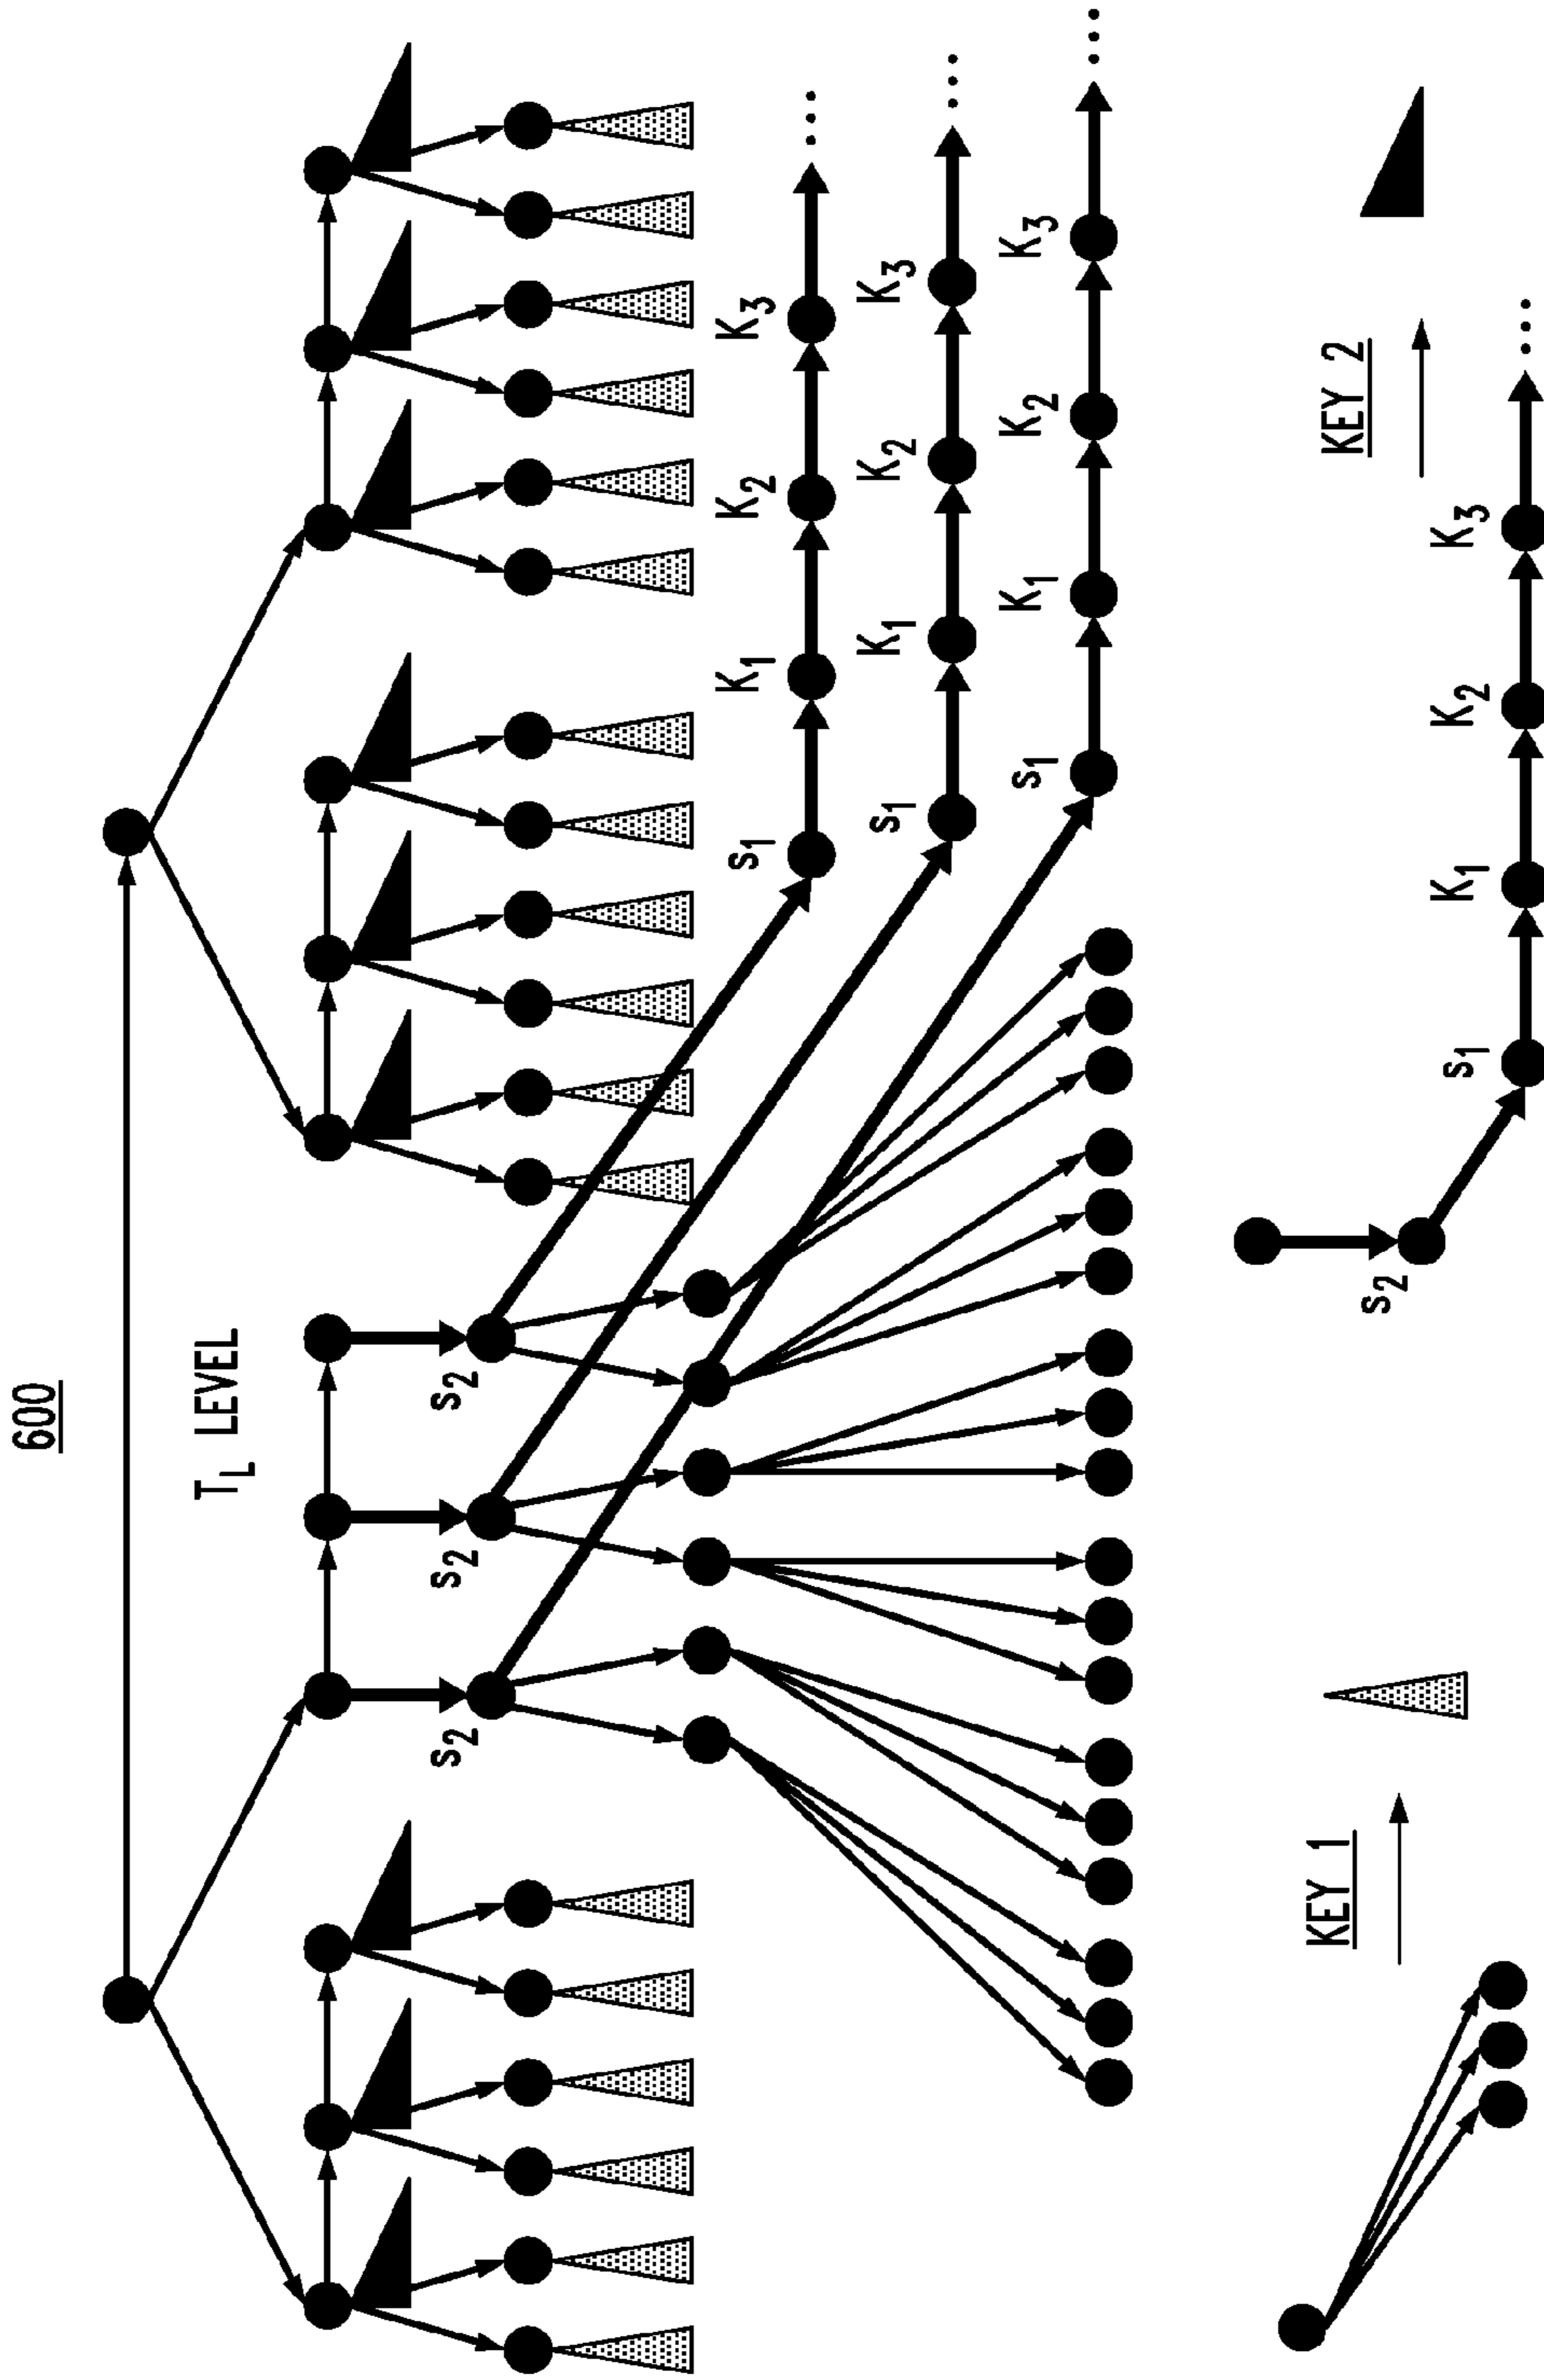 600
T_L LEVEL
s₂ s₂ s₂
s₁ K₁ K₂ K₃ ...
s₁ K₁ K₂ K₃ ...
s₁ K₁ K₂ K₃ ...
KEY 1
KEY 2
s₂
s₁ K₁ K₂ K₃ ...